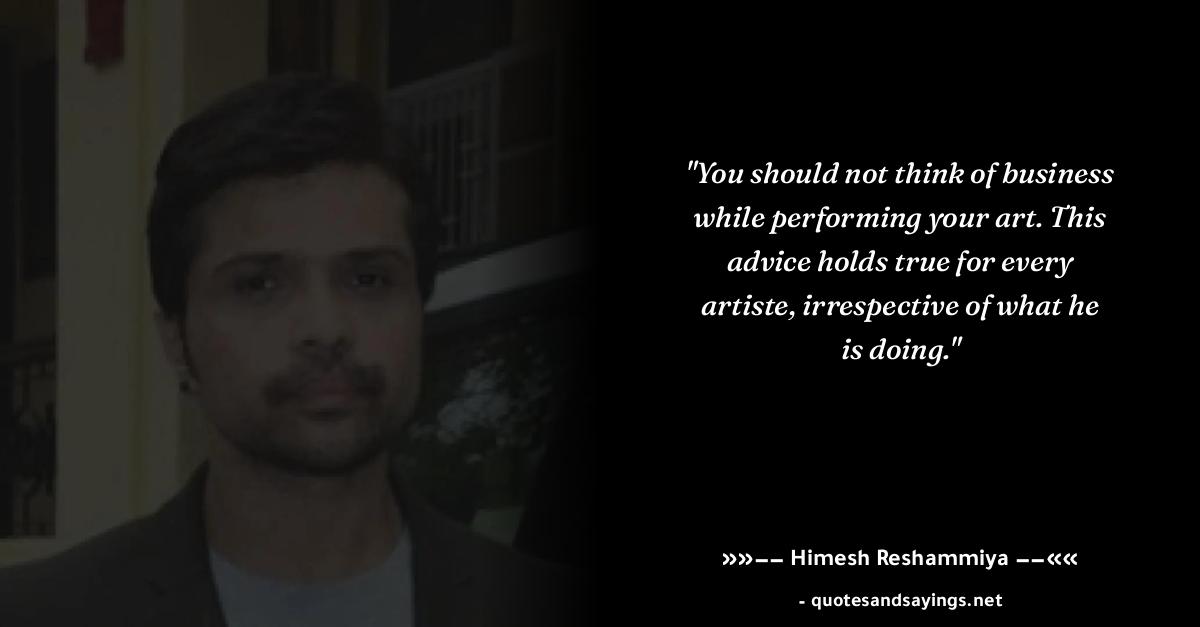 "You should not think of business
while performing your art. This
advice holds true for every
artiste, irrespective of what he
is doing."
»»–– Himesh Reshammiya ––««
- quotesandsayings.net